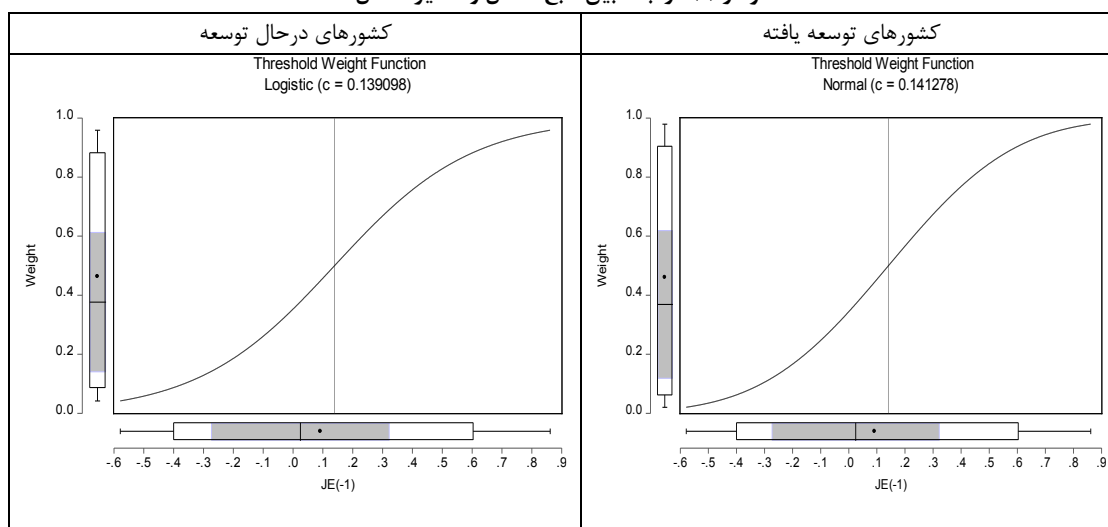 کشورهای توسعه یافته
کشورهای درحال توسعه
Threshold Weight Function
Normal (c = 0.141278)
Weight
1.0
0.8
0.6
0.4
0.2
0.0
-.6 -.5 -.4 -.3 -.2 -.1 .0 .1 .2 .3 .4 .5 .6 .7 .8 .9
JE(-1)
Threshold Weight Function
Logistic (c = 0.139098)
Weight
1.0
0.8
0.6
0.4
0.2
0.0
-.6 -.5 -.4 -.3 -.2 -.1 .0 .1 .2 .3 .4 .5 .6 .7 .8 .9
JE(-1)